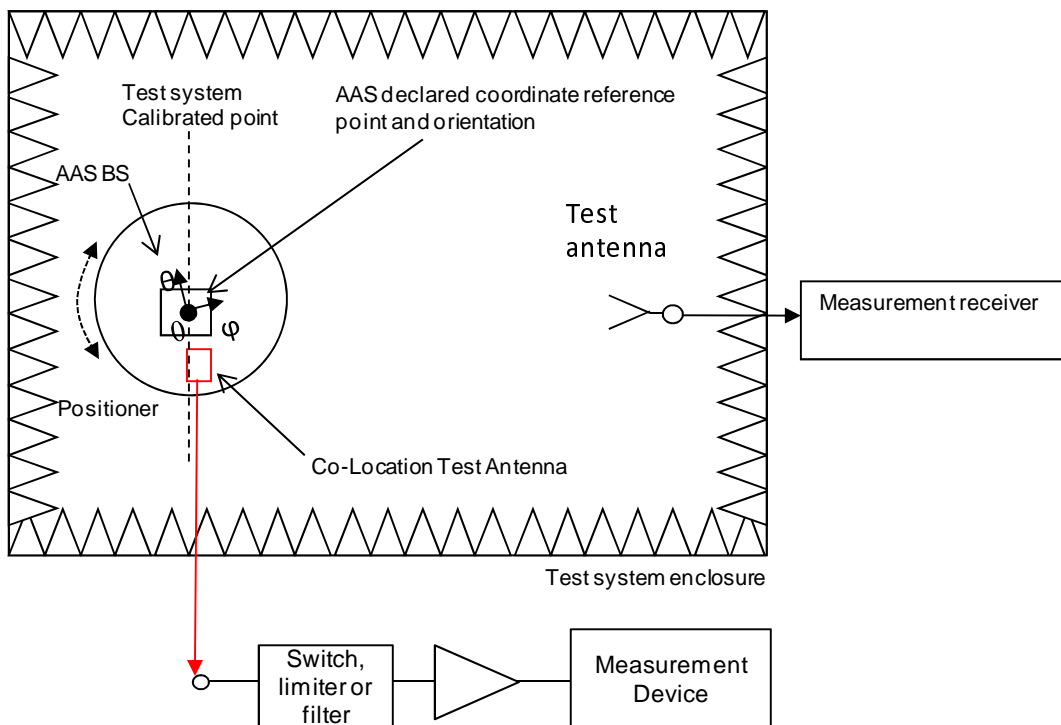 Test system
Calibrated point
AAS declared coordinate reference
point and orientation
AAS BS
Test
antenna
Measurement receiver
θ
θ
φ
Positioner
Co-Location Test Antenna
Test system enclosure
Switch,
limiter or
filter
Measurement
Device